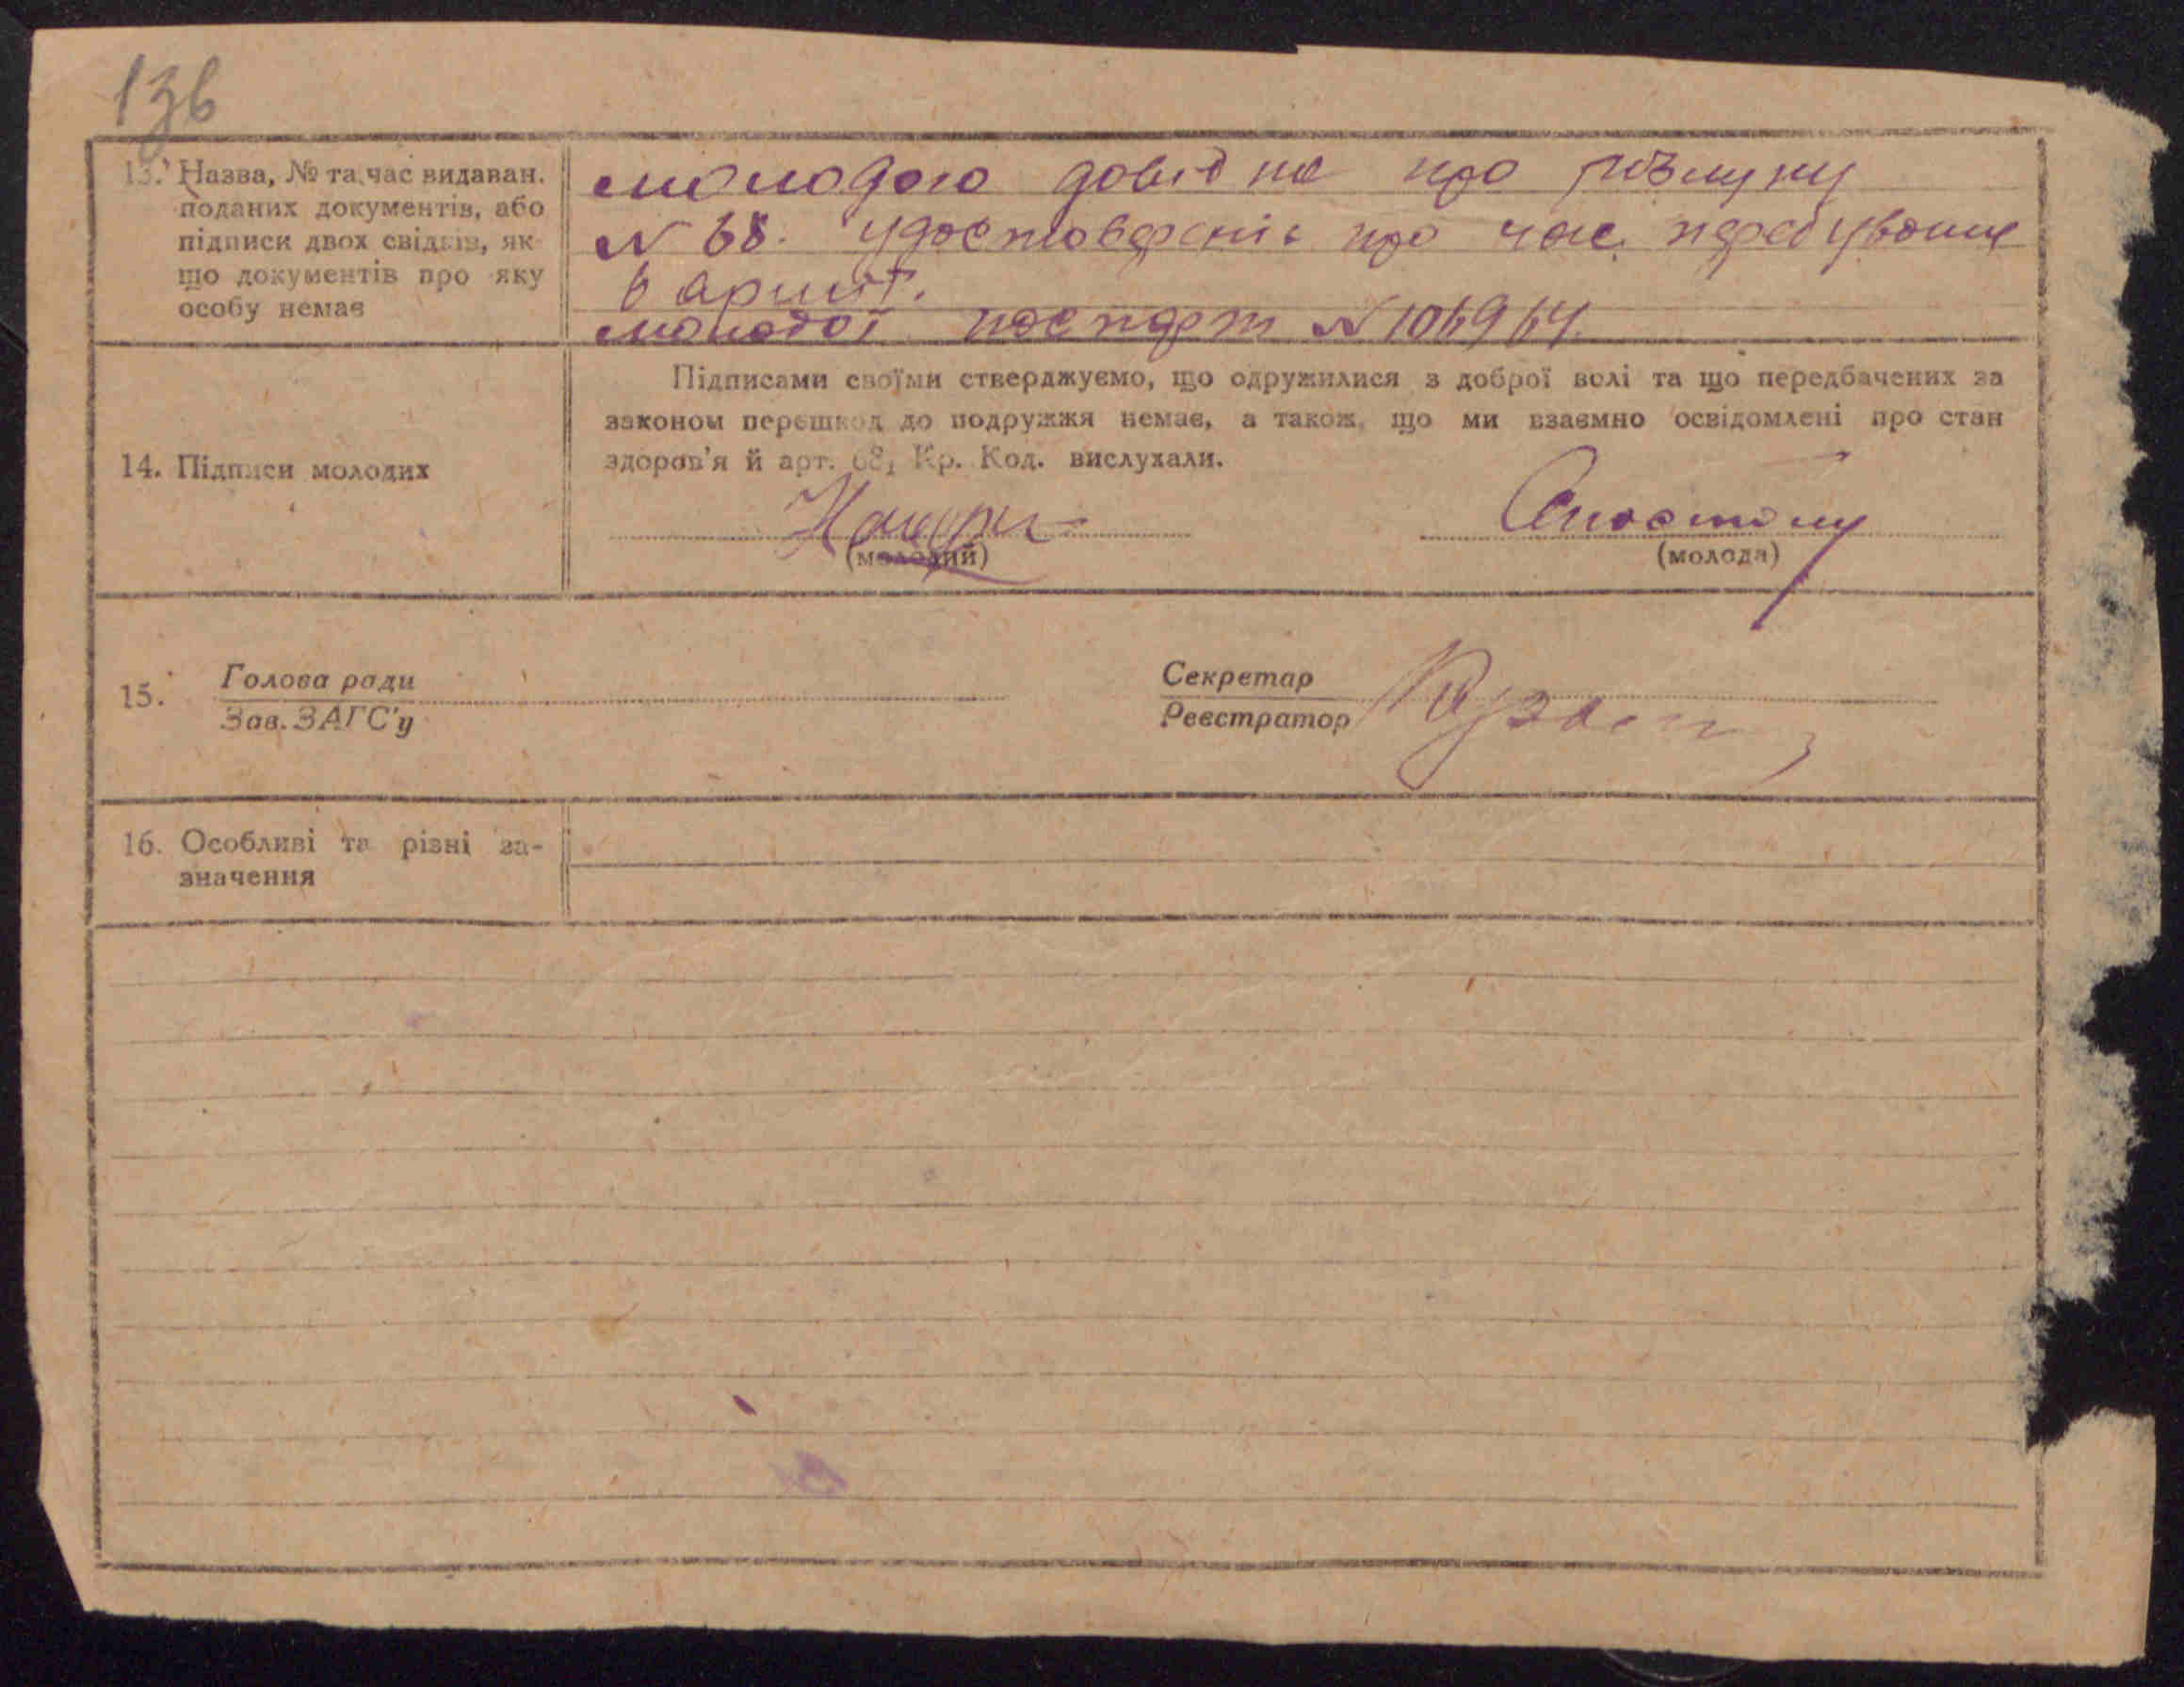 136
13. Назва, № та час видаван.
поданих документів, або
підписи двох свідків, як-
що документів про яку
особу немає
молодого довідка про розлуку
N 68. Удостоверенія про час перебування
в армії.
молодої паспорт N 106964
14. Підписи молодих
Підписами своїми стверджуємо, що одружилися з доброї волі та що передбачених за
законом перешкод до подружжя немає, а також, що ми взаємно освідомлені про стан
здоров'я й арт. 68₁ Кр. Код. вислухали.
(молодий)
(молода)
15. Голова ради
Зав. ЗАГС'у
Секретар
Реєстратор
16. Особливі та різні за-
значення